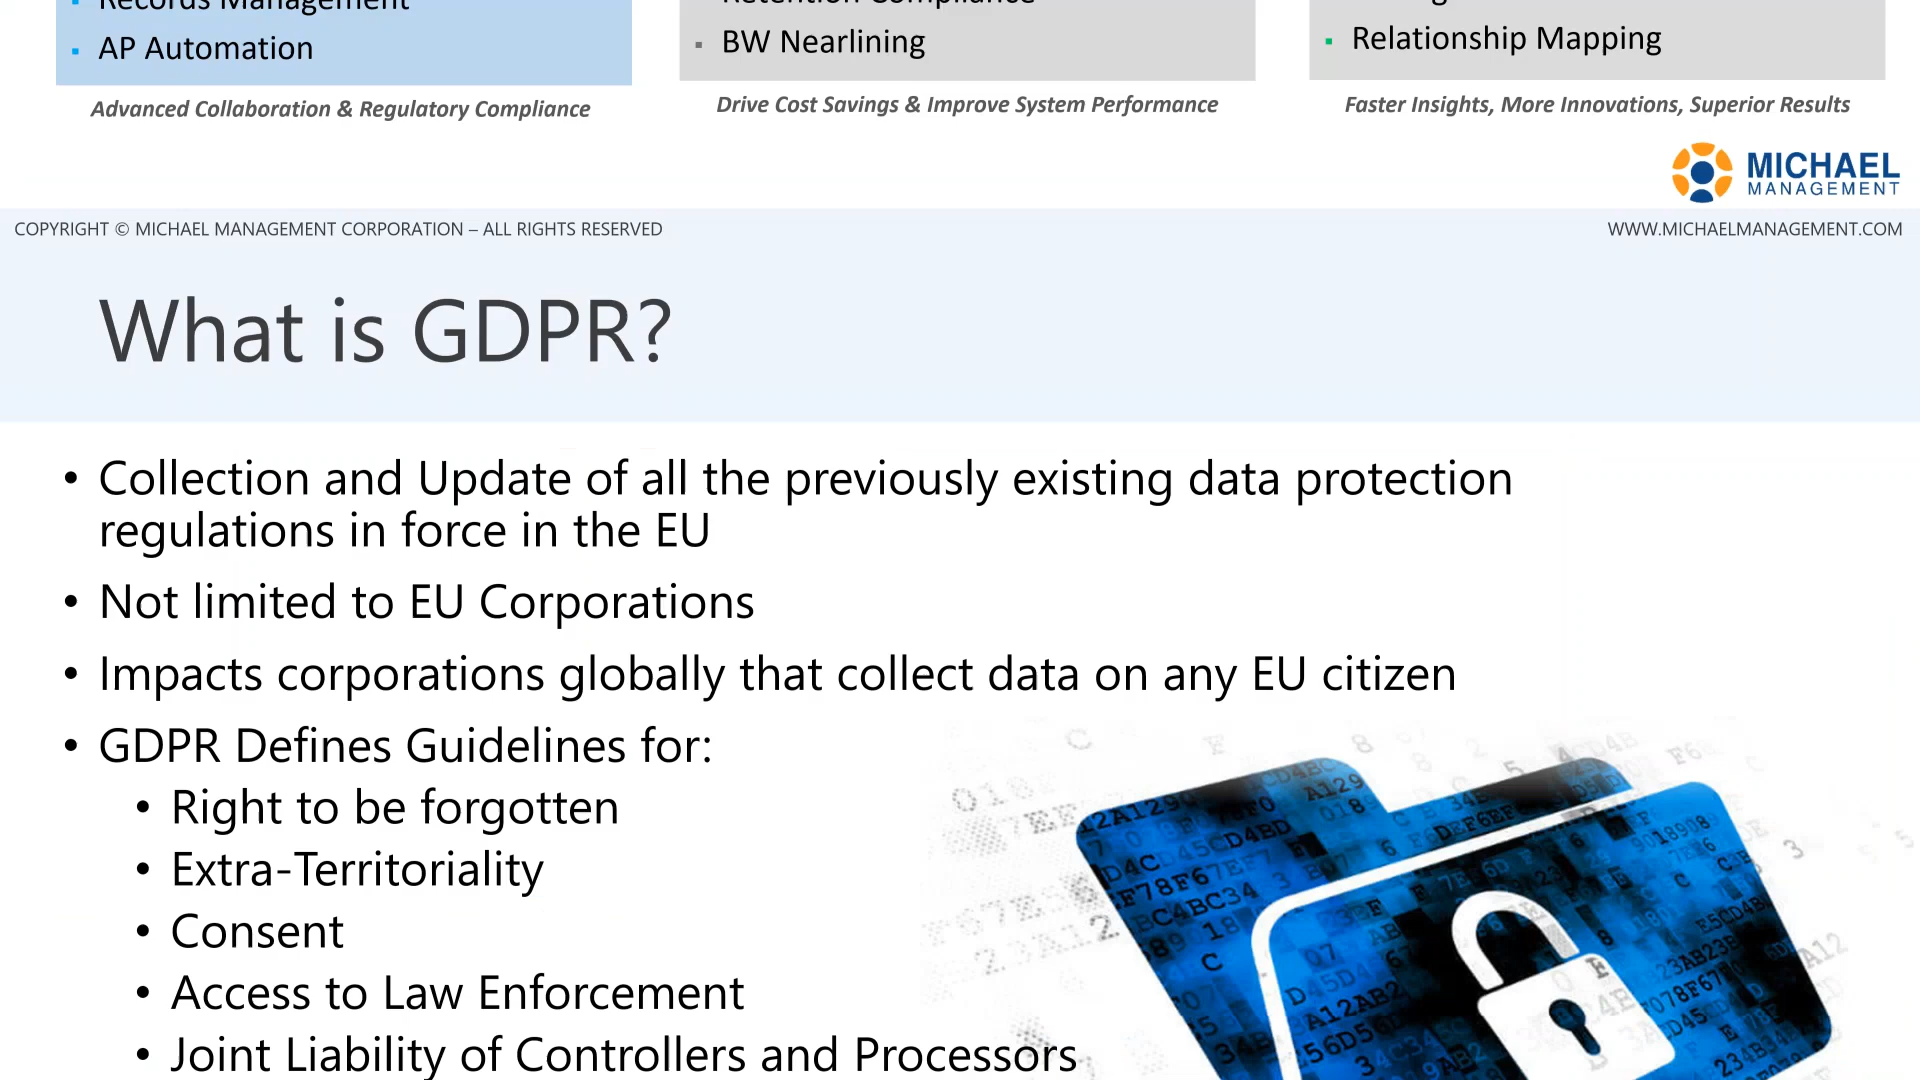 Records Management
AP Automation
Advanced Collaboration & Regulatory Compliance
Retention Compliance
BW Nearlining
Drive Cost Savings & Improve System Performance
Relationship Mapping
Faster Insights, More Innovations, Superior Results
MICHAEL
MANAGEMENT
COPYRIGHT © MICHAEL MANAGEMENT CORPORATION – ALL RIGHTS RESERVED
WWW.MICHAELMANAGEMENT.COM
What is GDPR?
• Collection and Update of all the previously existing data protection
regulations in force in the EU
• Not limited to EU Corporations
• Impacts corporations globally that collect data on any EU citizen
• GDPR Defines Guidelines for:
• Right to be forgotten
• Extra-Territoriality
• Consent
• Access to Law Enforcement
• Joint Liability of Controllers and Processors